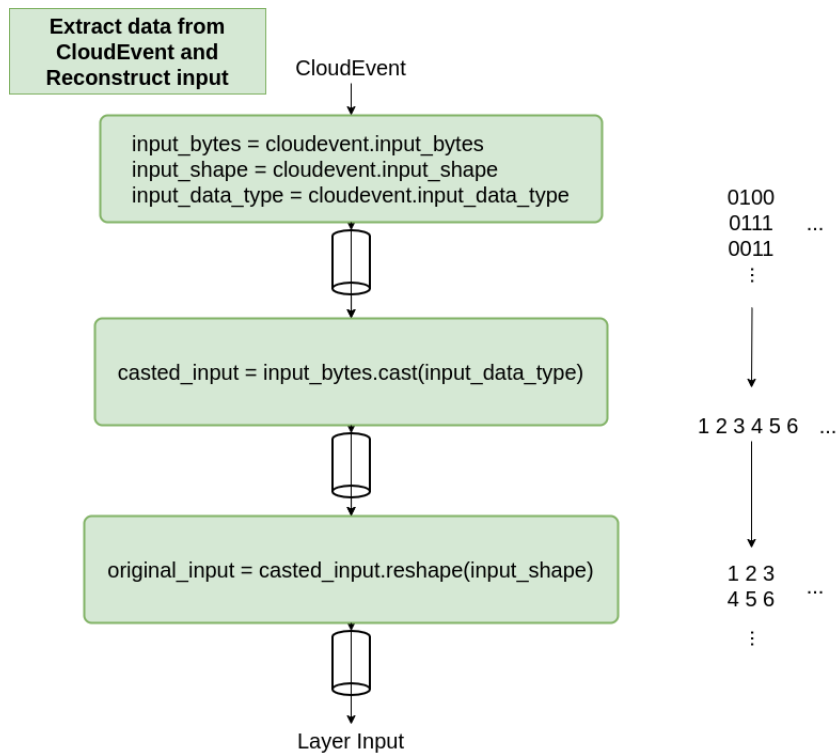 Extract data from
CloudEvent and
Reconstruct input
CloudEvent
input_bytes = cloudevent.input_bytes
input_shape = cloudevent.input_shape
input_data_type = cloudevent.input_data_type
0100
0111 ...
0011
⋮
casted_input = input_bytes.cast(input_data_type)
1 2 3 4 5 6 ...
original_input = casted_input.reshape(input_shape)
1 2 3
4 5 6 ...
⋮
Layer Input